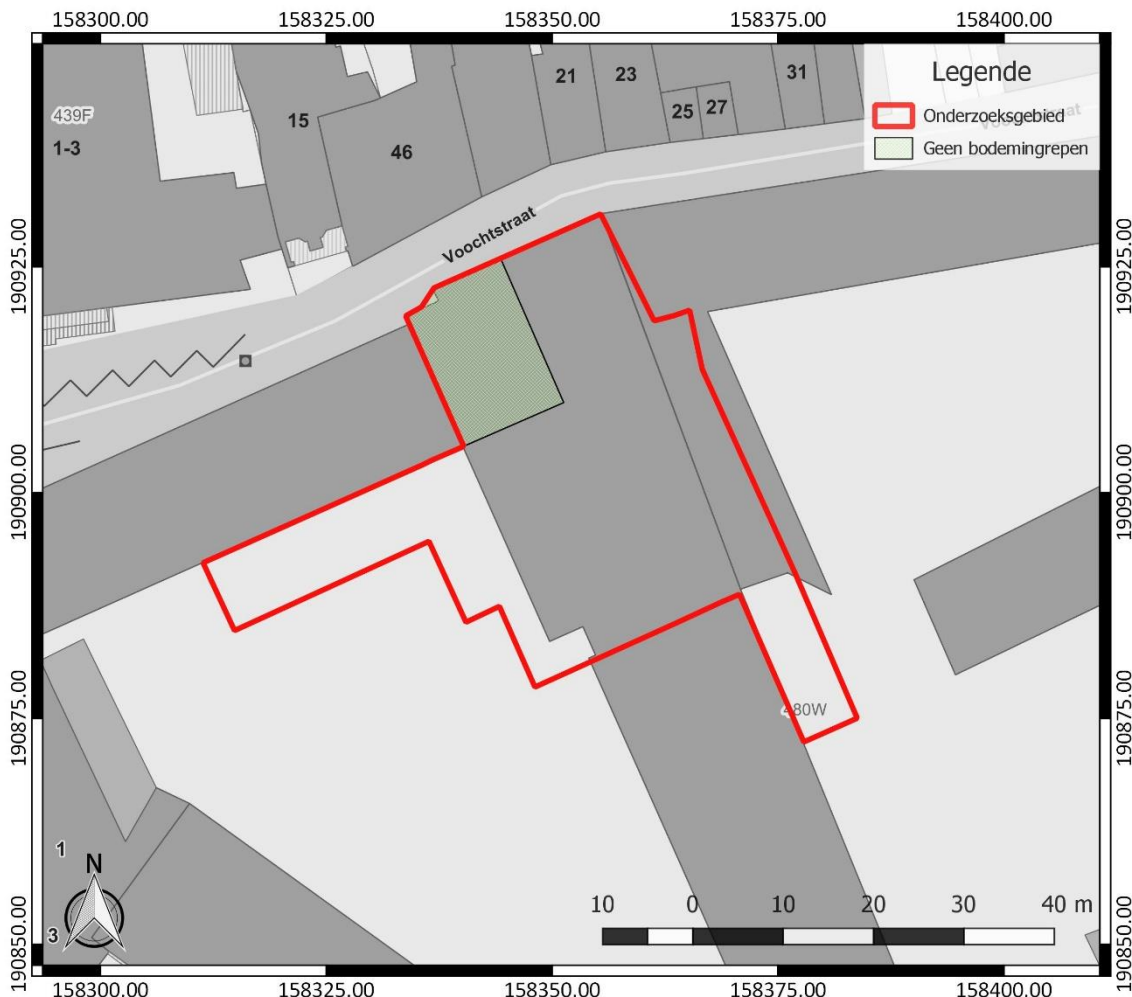 158300.00 158325.00 158350.00 158375.00 158400.00
Legende
Onderzoeksgebied
Geen bodemingrepen
439F
1-3
15
46
21
23
25
27
31
Voochtstraat
190925.00 190925.00
190900.00 190900.00
190875.00 190875.00
190850.00 190850.00
480W
1
3
N
10 0 10 20 30 40 m
158300.00 158325.00 158350.00 158375.00 158400.00